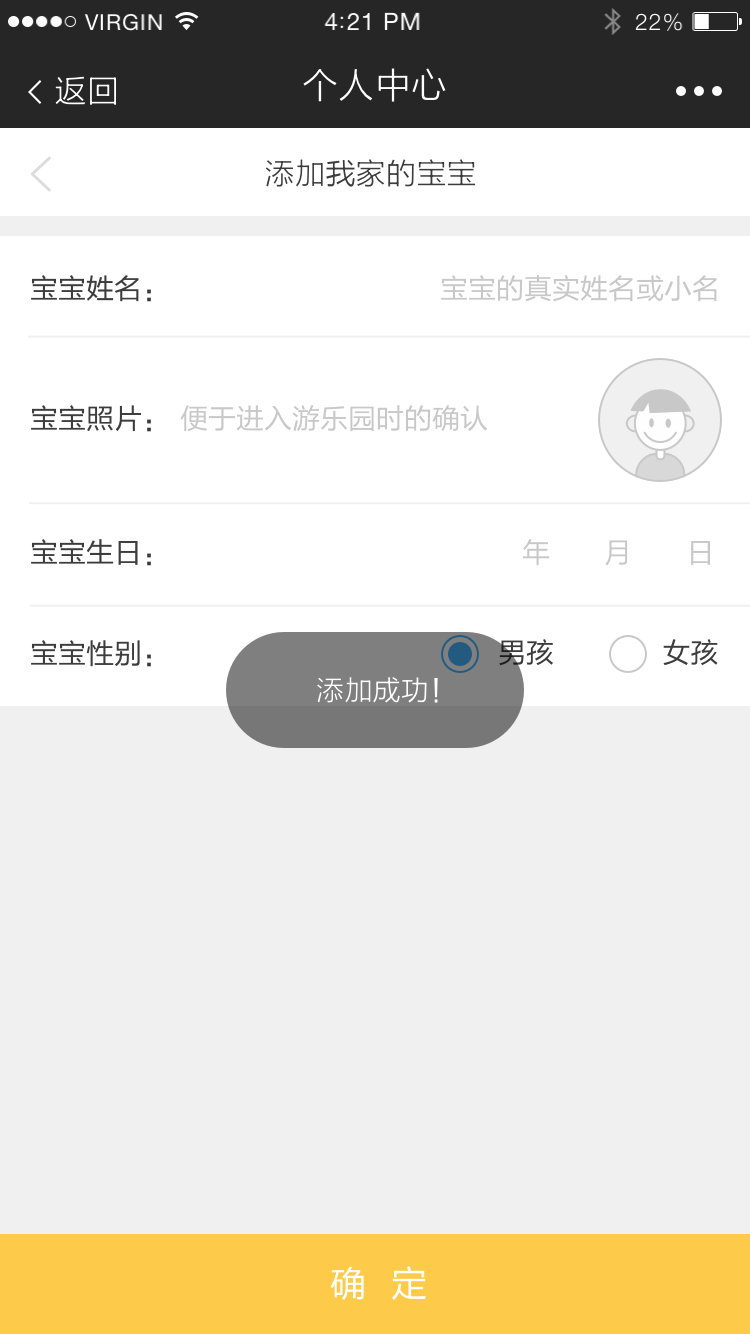 VIRGIN 4:21 PM 22%
返回 个人中心
添加我家的宝宝
宝宝姓名： 宝宝的真实姓名或小名
宝宝照片： 便于进入游乐园时的确认
宝宝生日： 年 月 日
宝宝性别： 男孩 女孩
添加成功！
确 定